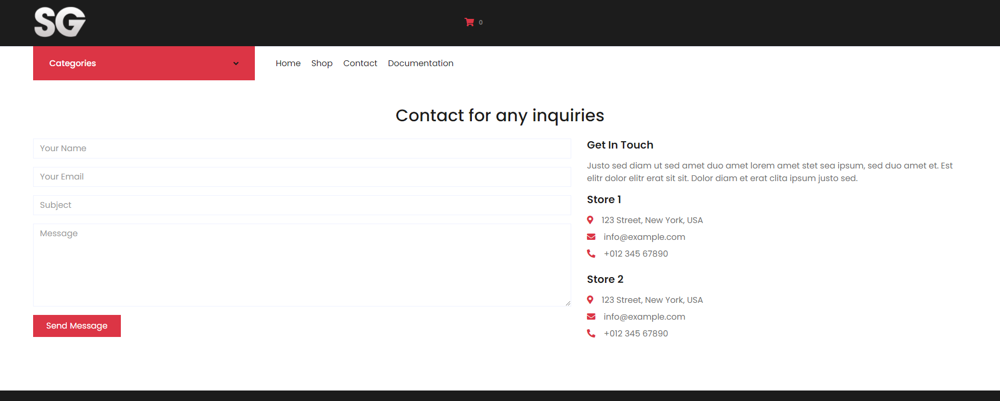 SG
0
Categories
Home Shop Contact Documentation
Contact for any inquiries
Your Name
Your Email
Subject
Message
Send Message
Get In Touch
Justo sed diam ut sed amet duo amet lorem amet stet sea ipsum, sed duo amet et. Est
elitr dolor elitr erat sit sit. Dolor diam et erat clita ipsum justo sed.
Store 1
123 Street, New York, USA
info@example.com
+012 345 67890
Store 2
123 Street, New York, USA
info@example.com
+012 345 67890